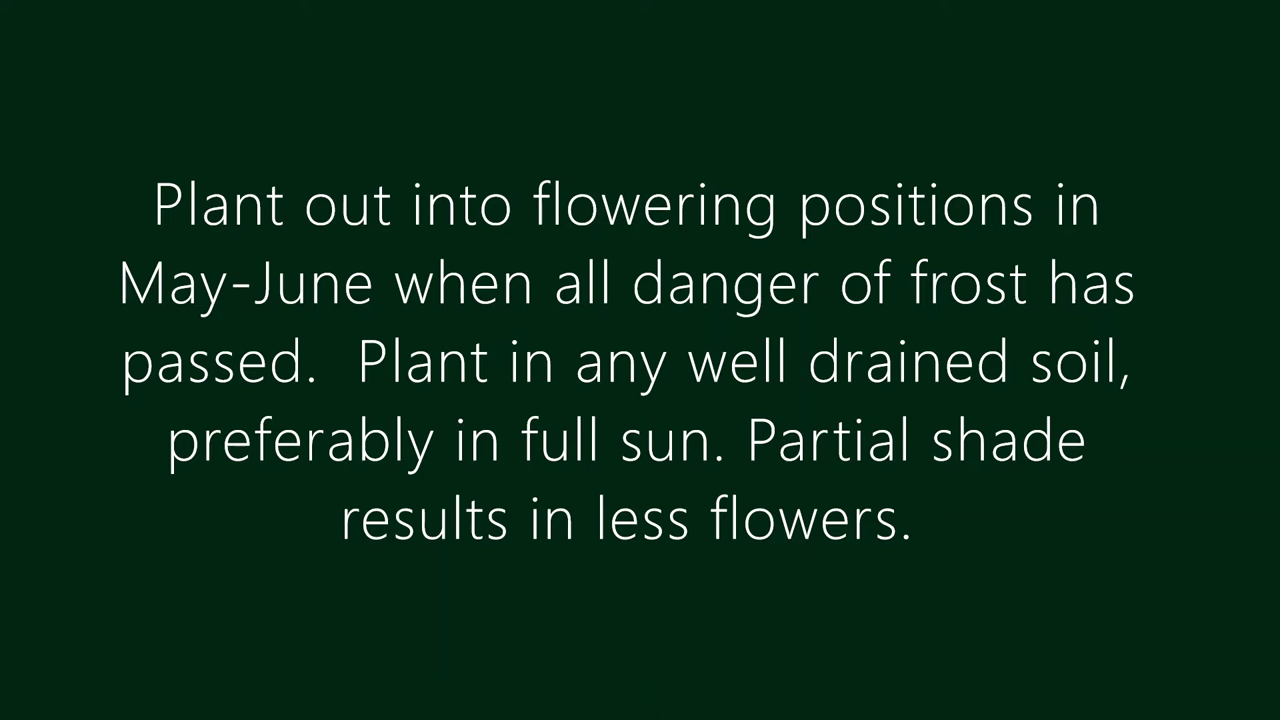 Plant out into flowering positions in
May-June when all danger of frost has
passed.  Plant in any well drained soil,
preferably in full sun. Partial shade
results in less flowers.